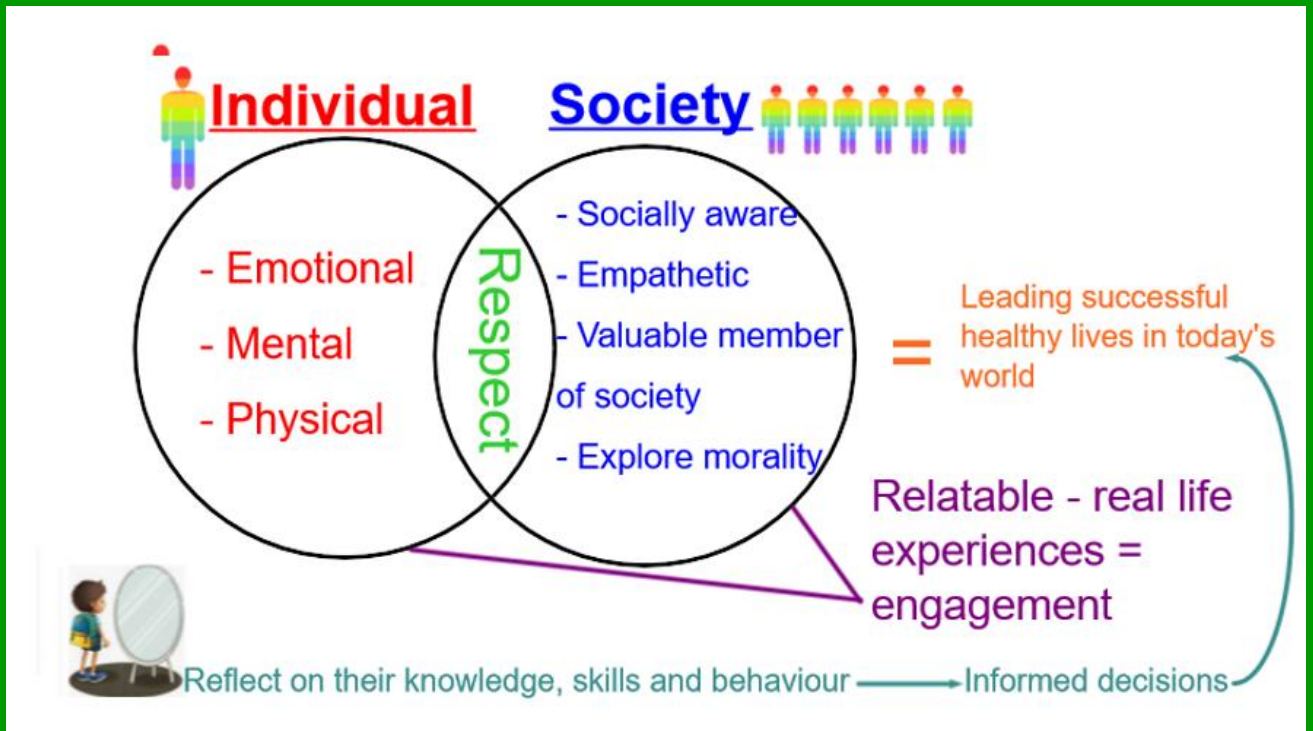 Individual
Society
- Emotional
- Mental
- Physical
Respect
- Socially aware
- Empathetic
- Valuable member
of society
- Explore morality
=
Leading successful
healthy lives in today's
world
Relatable - real life
experiences =
engagement
Reflect on their knowledge, skills and behaviour
Informed decisions